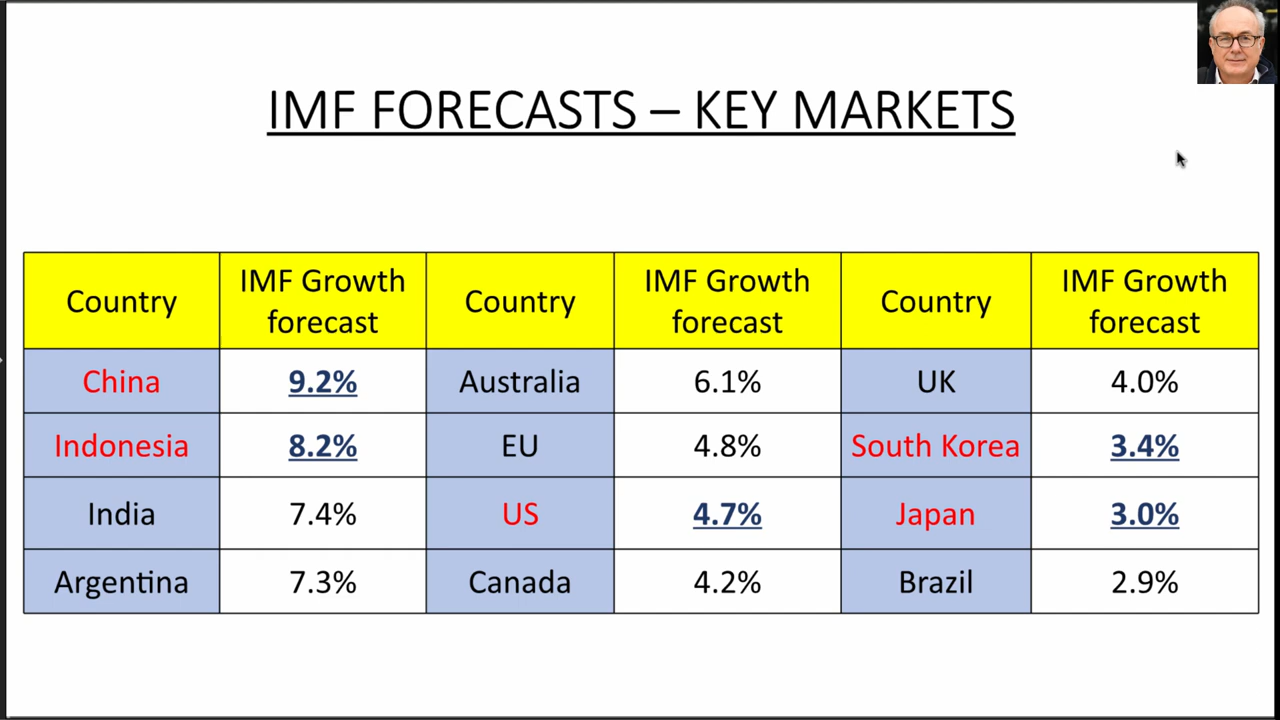 IMF FORECASTS – KEY MARKETS
Country IMF Growth forecast Country IMF Growth forecast Country IMF Growth forecast
China 9.2% Australia 6.1% UK 4.0%
Indonesia 8.2% EU 4.8% South Korea 3.4%
India 7.4% US 4.7% Japan 3.0%
Argentina 7.3% Canada 4.2% Brazil 2.9%